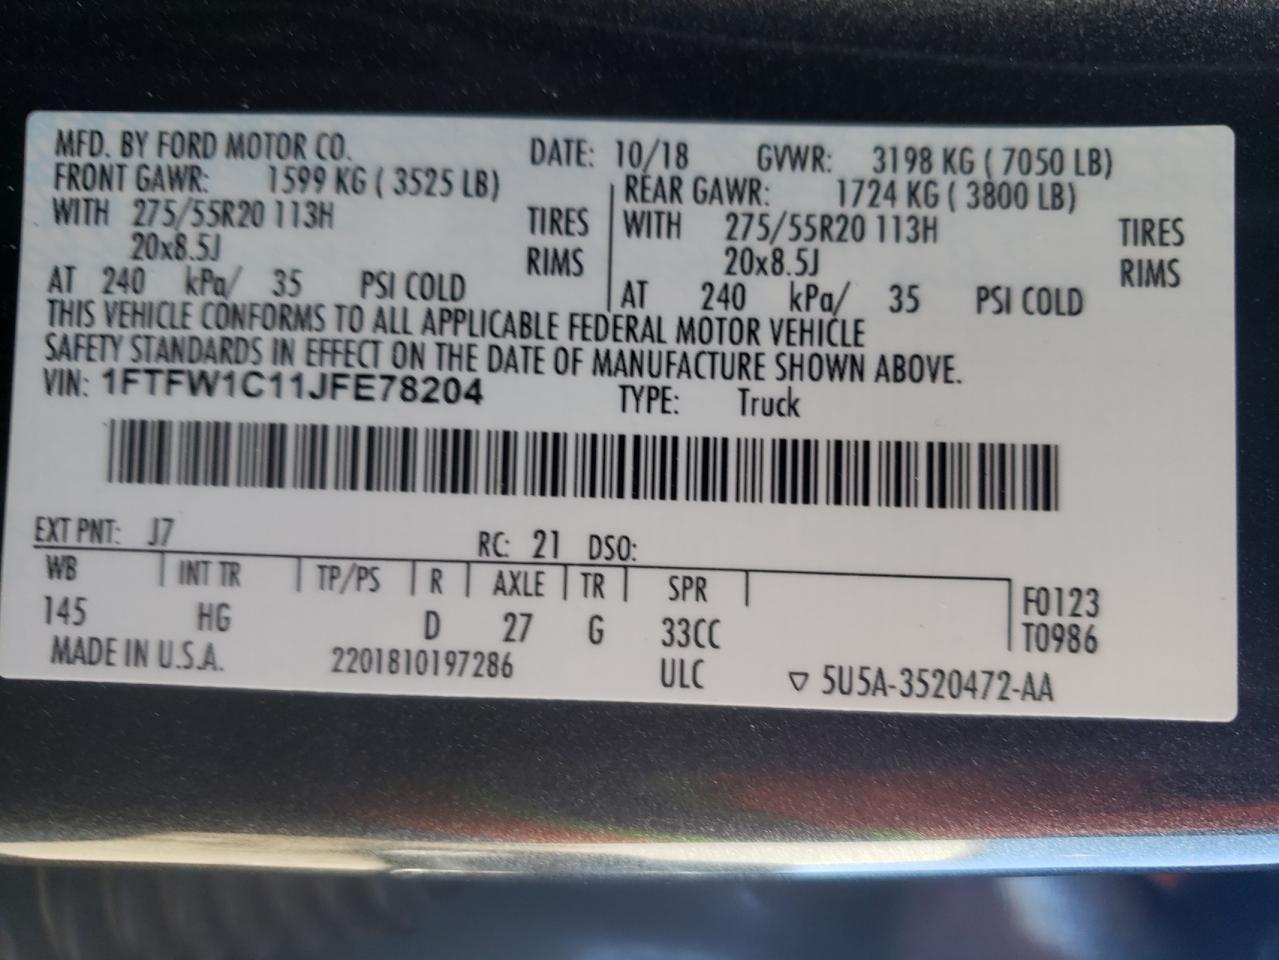 MFD. BY FORD MOTOR CO. DATE: 10/18 GVWR: 3198 KG ( 7050 LB)
FRONT GAWR: 1599 KG ( 3525 LB) REAR GAWR: 1724 KG ( 3800 LB)
WITH 275/55R20 113H TIRES WITH 275/55R20 113H TIRES
20x8.5J RIMS 20x8.5J RIMS
AT 240 kPa/ 35 PSI COLD AT 240 kPa/ 35 PSI COLD
THIS VEHICLE CONFORMS TO ALL APPLICABLE FEDERAL MOTOR VEHICLE
SAFETY STANDARDS IN EFFECT ON THE DATE OF MANUFACTURE SHOWN ABOVE.
VIN: 1FTFW1C11JFE78204 TYPE: Truck
EXT PNT: J7 RC: 21 DSO:
WB INT TR TP/PS R AXLE TR SPR F0123
145 HG D 27 G 33CC T0986
MADE IN U.S.A. 2201810197286 ULC ▽ 5U5A-3520472-AA